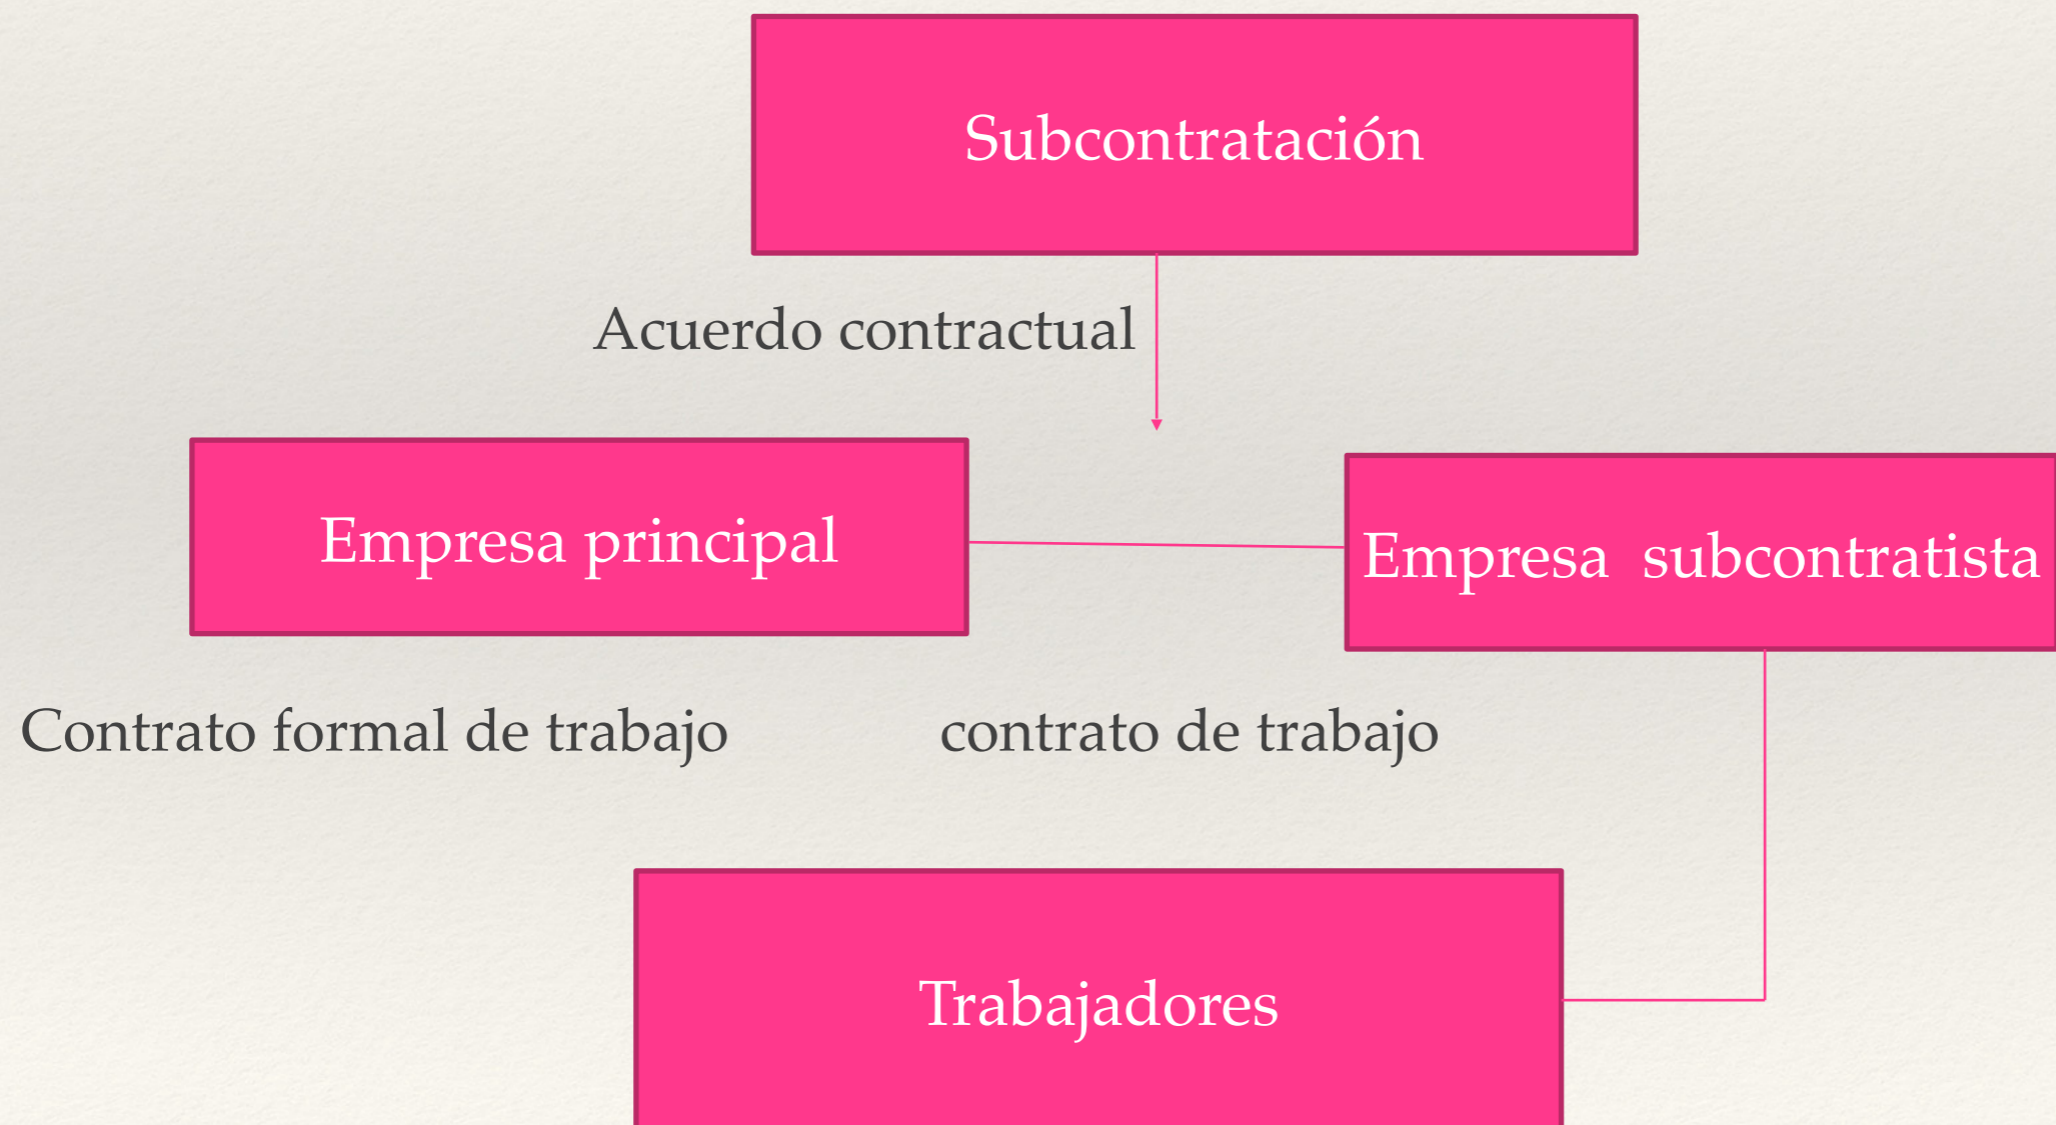 Subcontratación
Acuerdo contractual
Empresa principal
Empresa  subcontratista
Contrato formal de trabajo
contrato de trabajo
Trabajadores